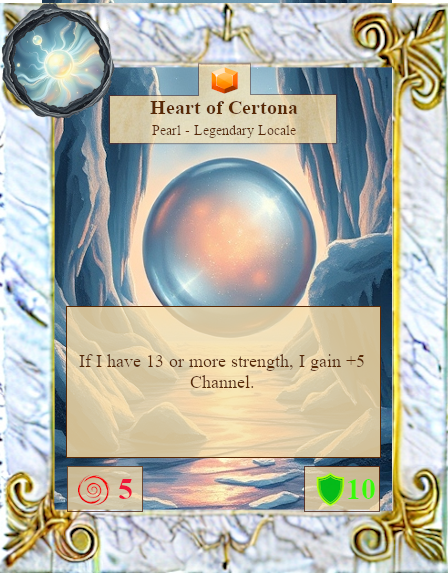 Heart of Certona
Pearl - Legendary Locale
If I have 13 or more strength, I gain +5
Channel.
5
10